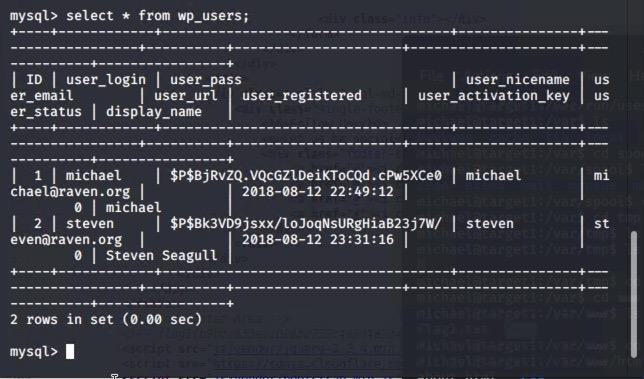 mysql> select * from wp_users;
+----+------------+------------------------------------+---------------+---
----------------+----------+---------------------+---------------------+---
-----------+----------------+
| ID | user_login | user_pass                          | user_nicename | us
er_email        | user_url | user_registered     | user_activation_key | us
er_status | display_name   |
+----+------------+------------------------------------+---------------+---
----------------+----------+---------------------+---------------------+---
-----------+----------------+
| 1 | michael    | $P$BjRvZQ.VQcGZlDeiKToCQd.cPw5XCe0 | michael       | mi
chael@raven.org |          | 2018-08-12 22:49:12 |                     |
0 | michael        |
| 2 | steven     | $P$Bk3VD9jsxx/loJoqNsURgHiaB23j7W/ | steven        | st
even@raven.org  |          | 2018-08-12 23:31:16 |                     |
0 | Steven Seagull |
+----+------------+------------------------------------+---------------+---
----------------+----------+---------------------+---------------------+---
-----------+----------------+
2 rows in set (0.00 sec)
mysql>